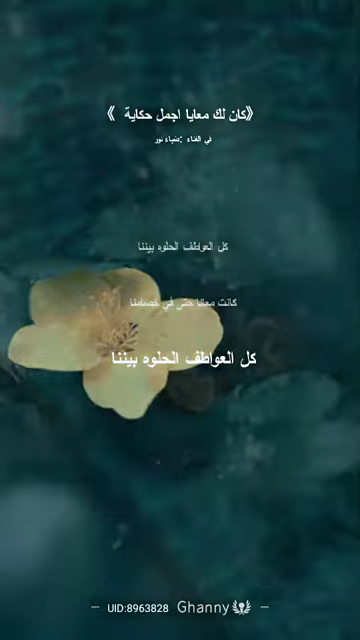 《كان لك معايا اجمل حكاية 》
في الغناء :ضياء نور
كل العواطف الحلوه بيننا
كانت معانا حتى في خصامنا
كل العواطف الحلوه بيننا
UID:8963828 Ghanny